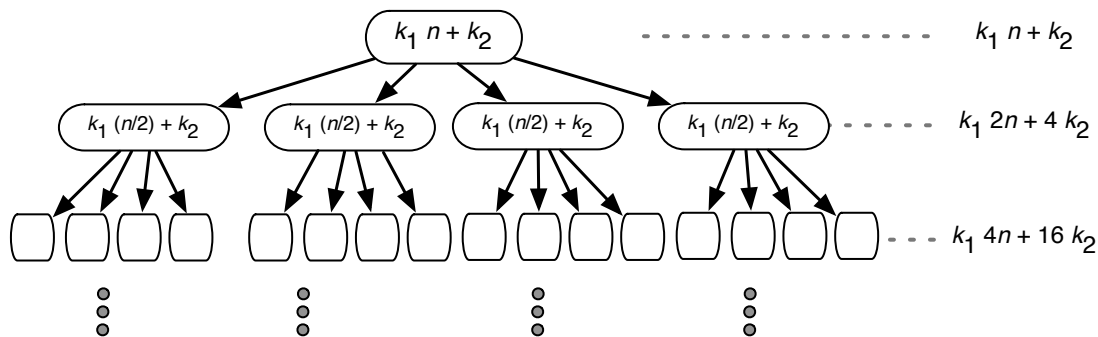 k₁ n + k₂ k₁ n + k₂
k₁ (n/2) + k₂ k₁ (n/2) + k₂ k₁ (n/2) + k₂ k₁ (n/2) + k₂ k₁ 2n + 4 k₂
k₁ 4n + 16 k₂